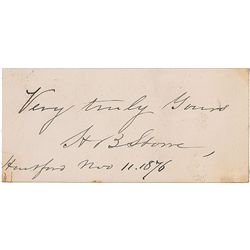 Very truly Yours
H B Stowe,
Hartford Nov 11. 1876